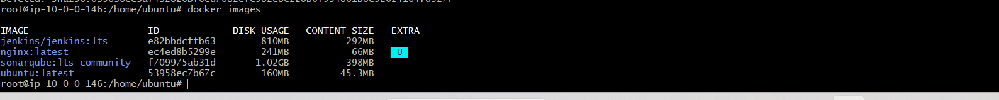 root@ip-10-0-0-146:/home/ubuntu# docker images
IMAGE ID DISK USAGE CONTENT SIZE EXTRA
jenkins/jenkins:lts e82bbdcffb63 810MB 292MB
nginx:latest ec4ed8b5299e 241MB 66MB U
sonarqube:lts-community f709975ab31d 1.02GB 398MB
ubuntu:latest 53958ec7b67c 160MB 45.3MB
root@ip-10-0-0-146:/home/ubuntu#